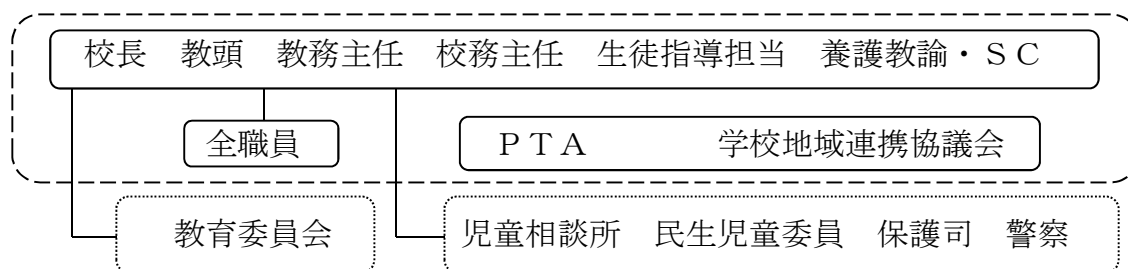 校長 教頭 教務主任 校務主任 生徒指導担当 養護教諭・ＳＣ
全職員 ＰＴＡ 学校地域連携協議会
教育委員会 児童相談所 民生児童委員 保護司 警察